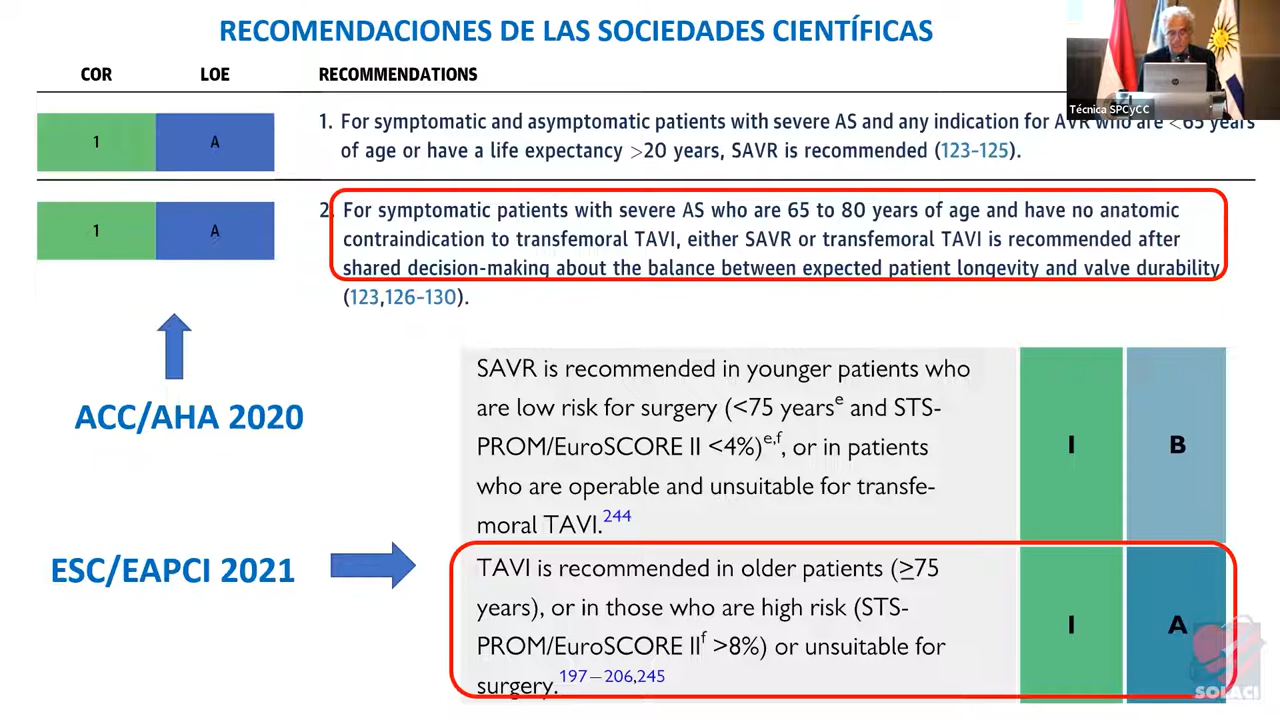 RECOMENDACIONES DE LAS SOCIEDADES CIENTÍFICAS
COR LOE RECOMMENDATIONS
Técnica SPCyCC
1 A 1. For symptomatic and asymptomatic patients with severe AS and any indication for AVR who are <65 years
of age or have a life expectancy >20 years, SAVR is recommended (123-125).
1 A 2. For symptomatic patients with severe AS who are 65 to 80 years of age and have no anatomic
contraindication to transfemoral TAVI, either SAVR or transfemoral TAVI is recommended after
shared decision-making about the balance between expected patient longevity and valve durability
(123,126-130).
ACC/AHA 2020
SAVR is recommended in younger patients who
are low risk for surgery (<75 yearsᵉ and STS-
PROM/EuroSCORE II <4%)ᵉ,ᶠ, or in patients
who are operable and unsuitable for transfe-
moral TAVI.²⁴⁴
I B
ESC/EAPCI 2021
TAVI is recommended in older patients (≥75
years), or in those who are high risk (STS-
PROM/EuroSCORE IIᶠ >8%) or unsuitable for
surgery.¹⁹⁷⁻²⁰⁶,²⁴⁵
I A
SOLACI